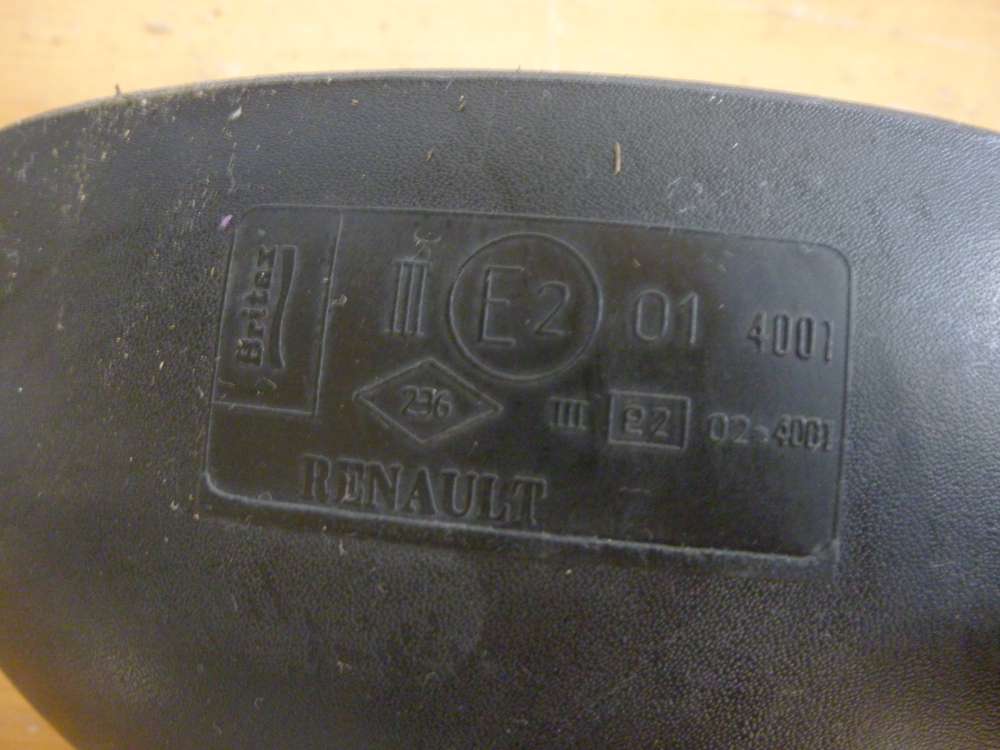 Britax
III E2 01 4001
236 III e2 02-4001
RENAULT